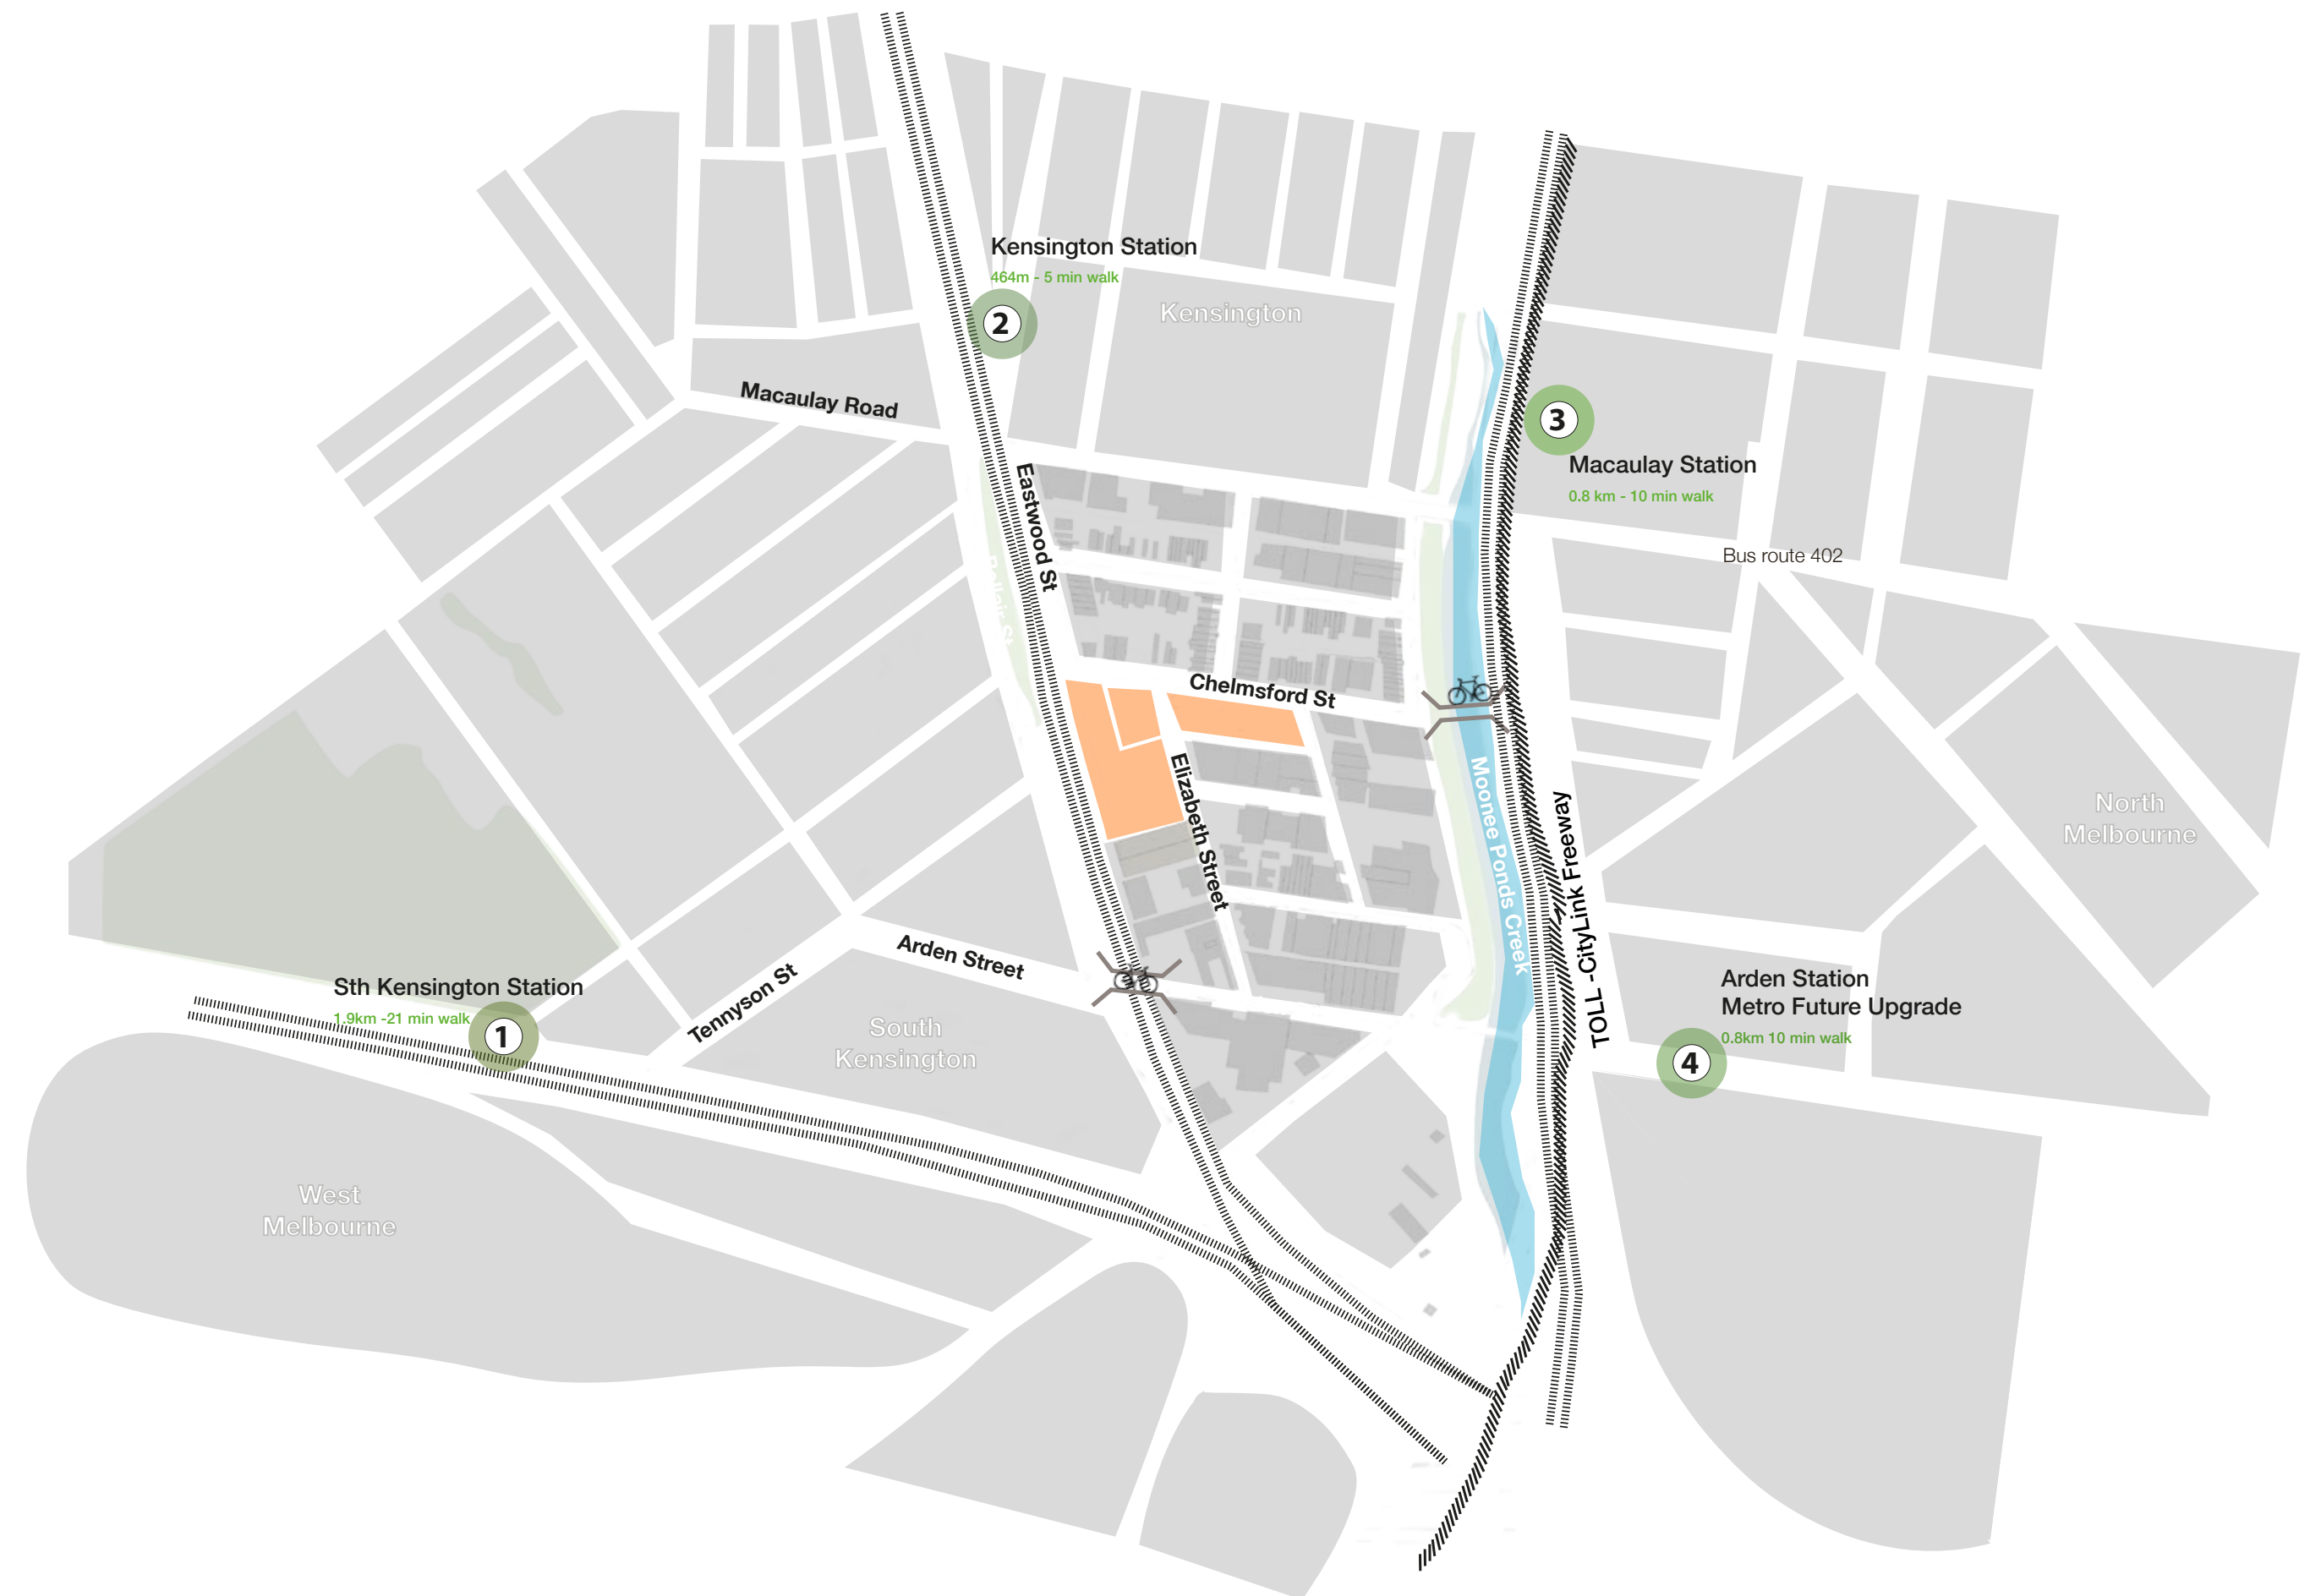 Kensington Station
464m - 5 min walk
2
Kensington
Macaulay Road
3
Macaulay Station
0.8 km - 10 min walk
Eastwood St
Bellair St
Bus route 402
Chelmsford St
Elizabeth Street
Moonee Ponds Creek
TOLL - CityLink Freeway
North
Melbourne
Arden Street
Tennyson St
Sth Kensington Station
1.9km -21 min walk
1
South
Kensington
Arden Station
Metro Future Upgrade
0.8km 10 min walk
4
West
Melbourne